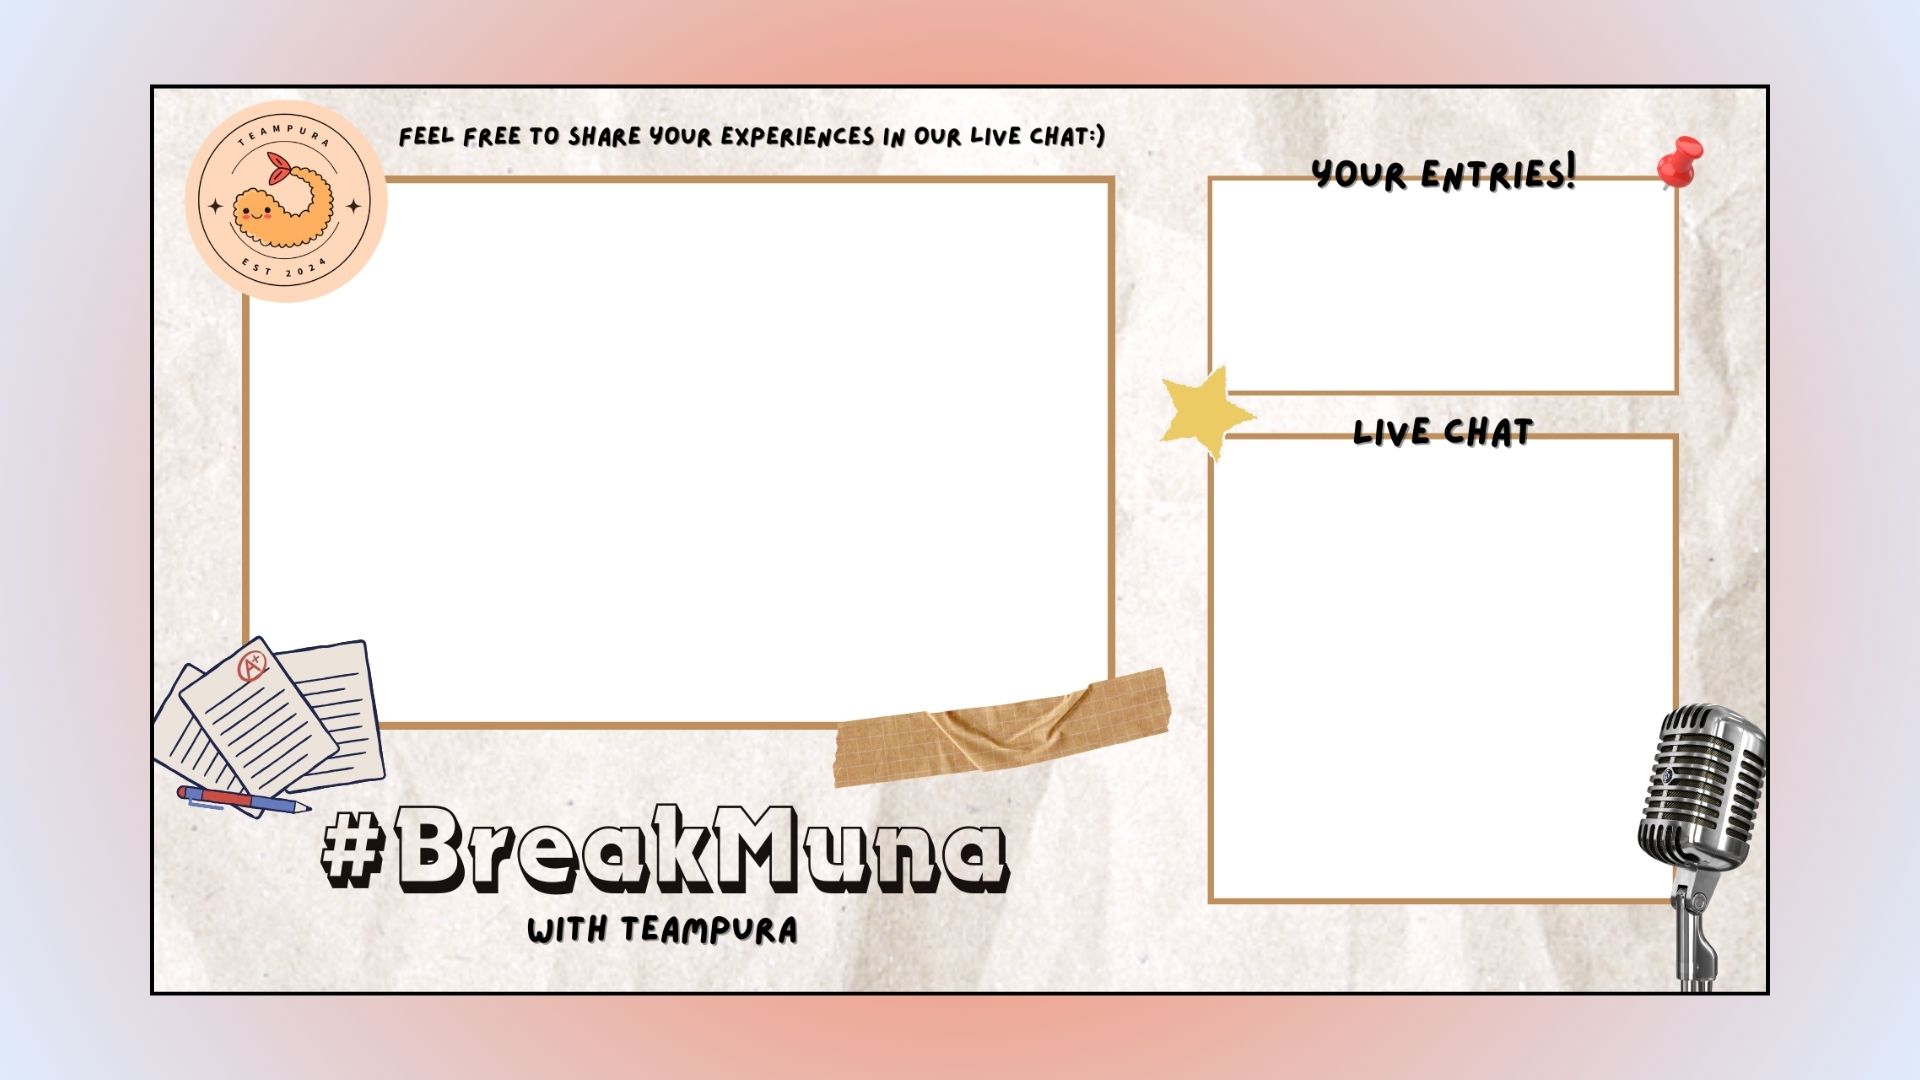 TEAMPURA
EST 2024
FEEL FREE TO SHARE YOUR EXPERIENCES IN OUR LIVE CHAT:)
YOUR ENTRIES!
LIVE CHAT
A+
#BreakMuna
WITH TEAMPURA